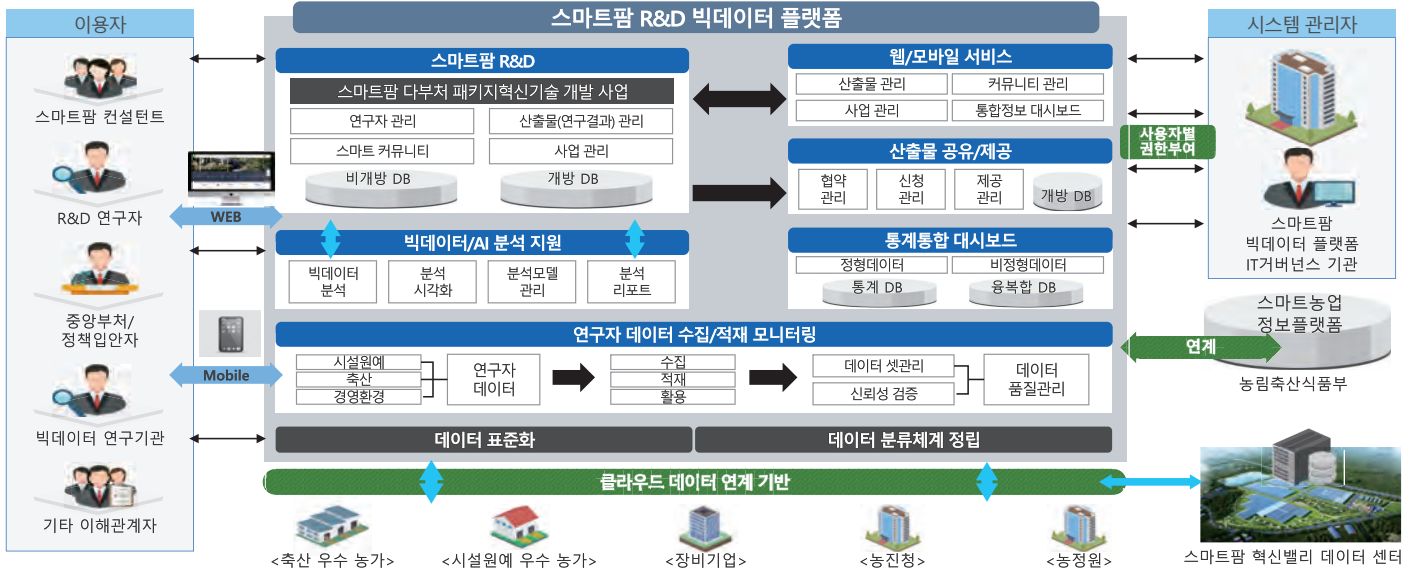 이용자
스마트팜 컨설턴트
R&D 연구자
중앙부처/
정책입안자
빅데이터 연구기관
기타 이해관계자
WEB
Mobile
스마트팜 R&D 빅데이터 플랫폼
스마트팜 R&D
스마트팜 다부처 패키지혁신기술 개발 사업
연구자 관리
산출물(연구결과) 관리
스마트 커뮤니티
사업 관리
비개방 DB
개방 DB
웹/모바일 서비스
산출물 관리
커뮤니티 관리
사업 관리
통합정보 대시보드
산출물 공유/제공
협약
관리
신청
관리
제공
관리
개방 DB
빅데이터/AI 분석 지원
빅데이터
분석
분석
시각화
분석모델
관리
분석
리포트
통계통합 대시보드
정형데이터
비정형데이터
통계 DB
융복합 DB
연구자 데이터 수집/적재 모니터링
시설원예
축산
경영환경
연구자
데이터
수집
적재
활용
데이터 셋관리
신뢰성 검증
데이터
품질관리
데이터 표준화
데이터 분류체계 정립
클라우드 데이터 연계 기반
<축산 우수 농가>
<시설원예 우수 농가>
<장비기업>
<농진청>
<농정원>
시스템 관리자
사용자별
권한부여
스마트팜
빅데이터 플랫폼
IT거버넌스 기관
스마트농업
정보플랫폼
연계
농림축산식품부
스마트팜 혁신밸리 데이터 센터